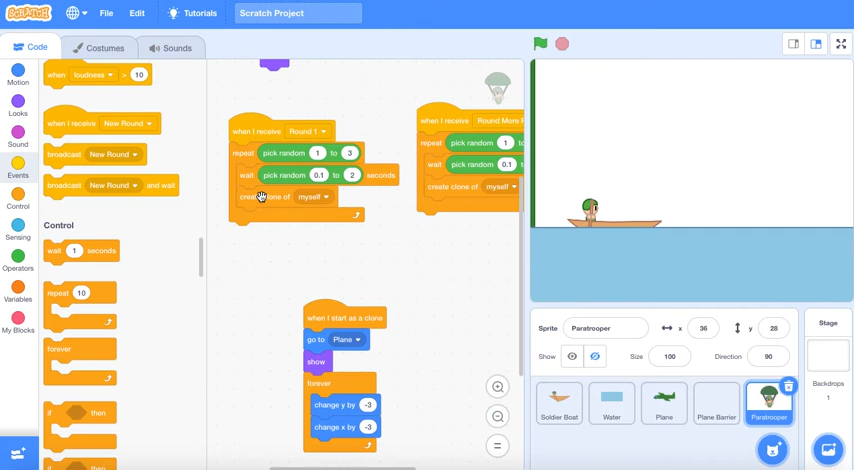 SCRATCH File Edit Tutorials Scratch Project
Code Costumes Sounds
Motion
Looks
Sound
Events
Control
Sensing
Operators
Variables
My Blocks
when loudness > 10
when I receive New Round
broadcast New Round
broadcast New Round and wait
Control
wait 1 seconds
repeat 10
forever
if then
if then
when I receive Round 1
repeat pick random 1 to 3
wait pick random 0.1 to 2 seconds
create clone of myself
when I receive Round More
repeat pick random 1 to
wait pick random 0.1 to
create clone of myself
when I start as a clone
go to Plane
show
forever
change y by -3
change x by -3
Sprite Paratrooper x 36 y 28
Show Size 100 Direction 90
Soldier Boat Water Plane Plane Barrier Paratrooper
Stage
Backdrops
1